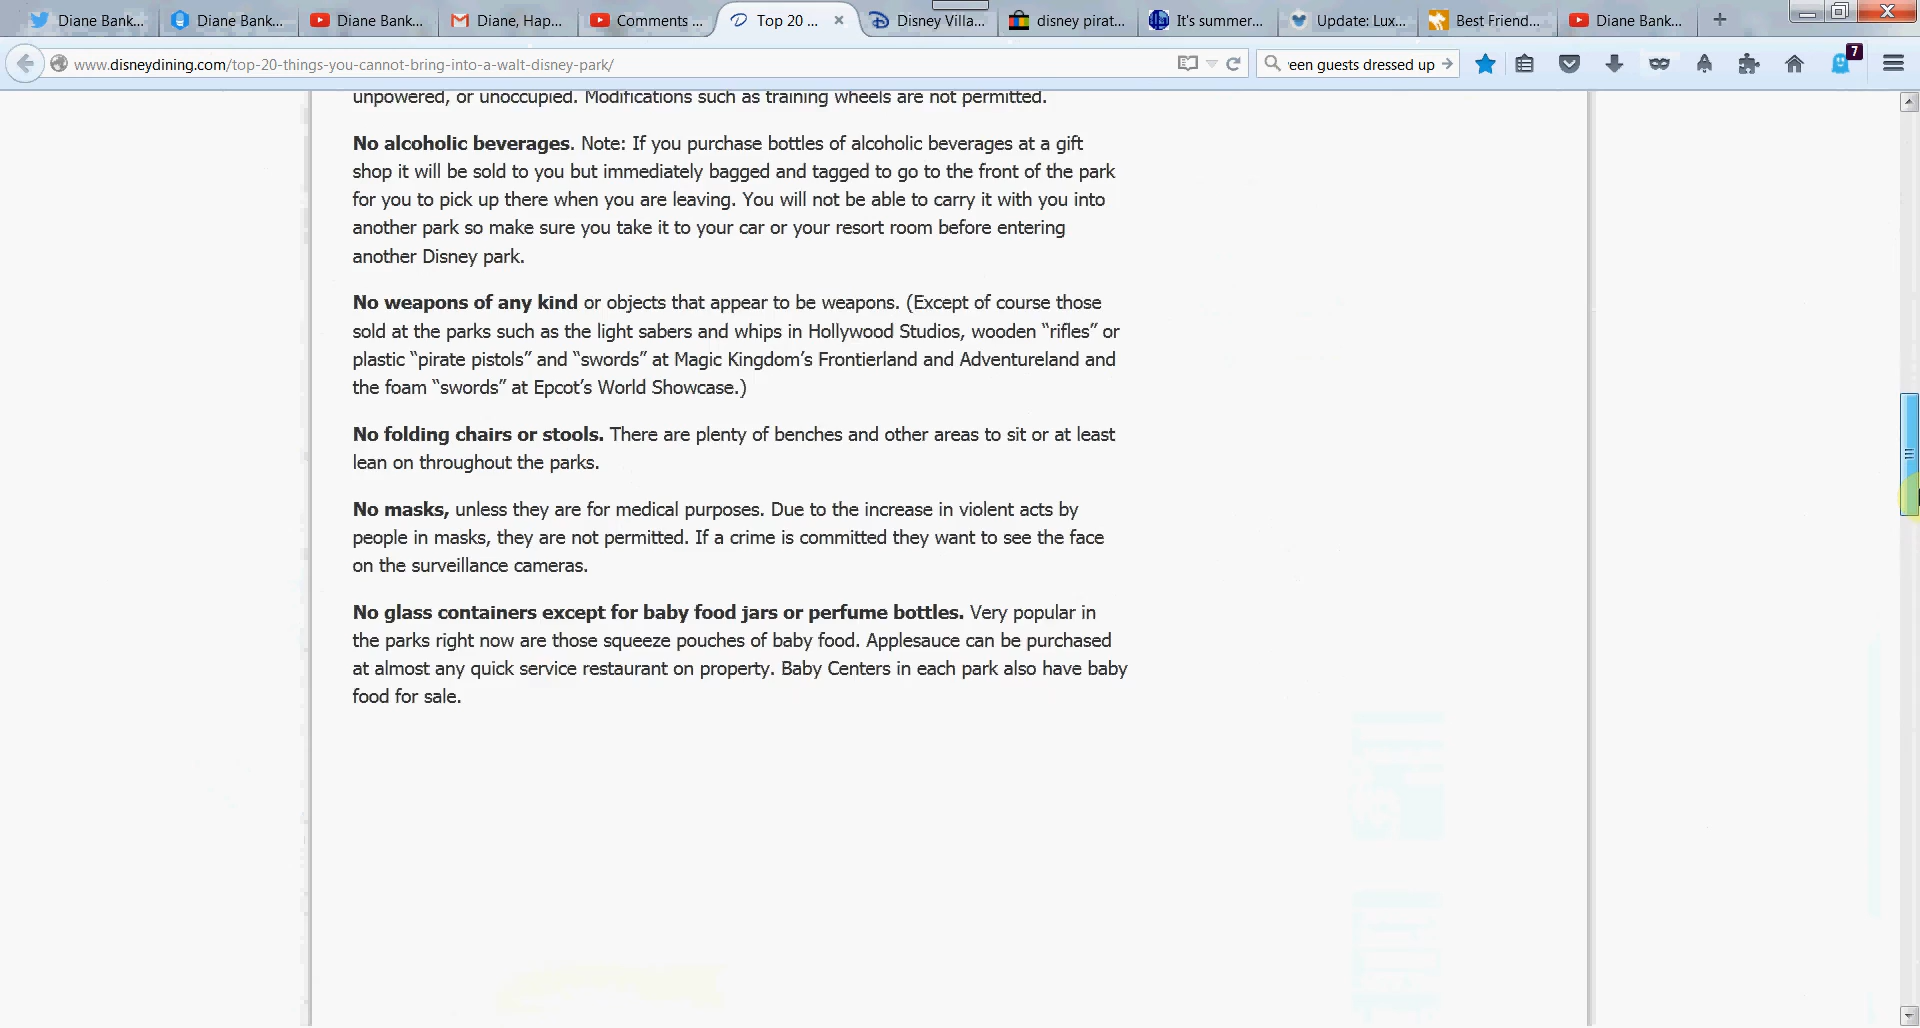 Diane Bank...
Diane Bank...
Diane Bank...
Diane, Hap...
Comments ...
Top 20 ...
Disney Villa...
disney pirat...
It's summer...
Update: Lux...
Best Friend...
Diane Bank...
www.disneydining.com/top-20-things-you-cannot-bring-into-a-walt-disney-park/
een guests dressed up
7
unpowered, or unoccupied. Modifications such as training wheels are not permitted.
No alcoholic beverages. Note: If you purchase bottles of alcoholic beverages at a gift
shop it will be sold to you but immediately bagged and tagged to go to the front of the park
for you to pick up there when you are leaving. You will not be able to carry it with you into
another park so make sure you take it to your car or your resort room before entering
another Disney park.
No weapons of any kind or objects that appear to be weapons. (Except of course those
sold at the parks such as the light sabers and whips in Hollywood Studios, wooden “rifles” or
plastic “pirate pistols” and “swords” at Magic Kingdom’s Frontierland and Adventureland and
the foam “swords” at Epcot’s World Showcase.)
No folding chairs or stools. There are plenty of benches and other areas to sit or at least
lean on throughout the parks.
No masks, unless they are for medical purposes. Due to the increase in violent acts by
people in masks, they are not permitted. If a crime is committed they want to see the face
on the surveillance cameras.
No glass containers except for baby food jars or perfume bottles. Very popular in
the parks right now are those squeeze pouches of baby food. Applesauce can be purchased
at almost any quick service restaurant on property. Baby Centers in each park also have baby
food for sale.